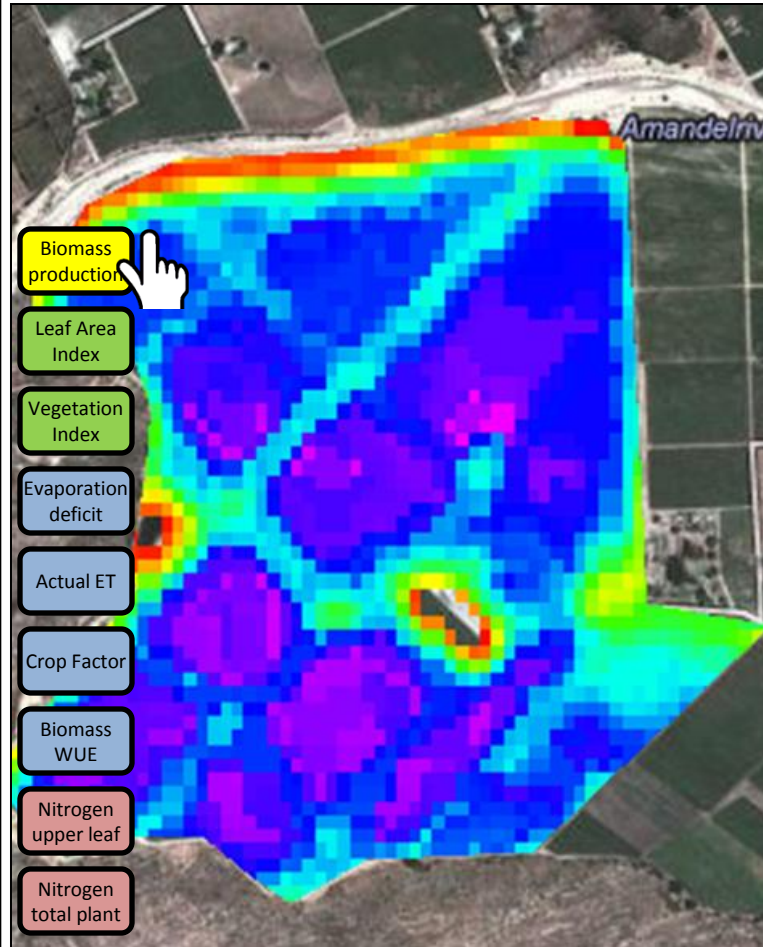 Amandelriv
Biomass
production
Leaf Area
Index
Vegetation
Index
Evaporation
deficit
Actual ET
Crop Factor
Biomass
WUE
Nitrogen
upper leaf
Nitrogen
total plant